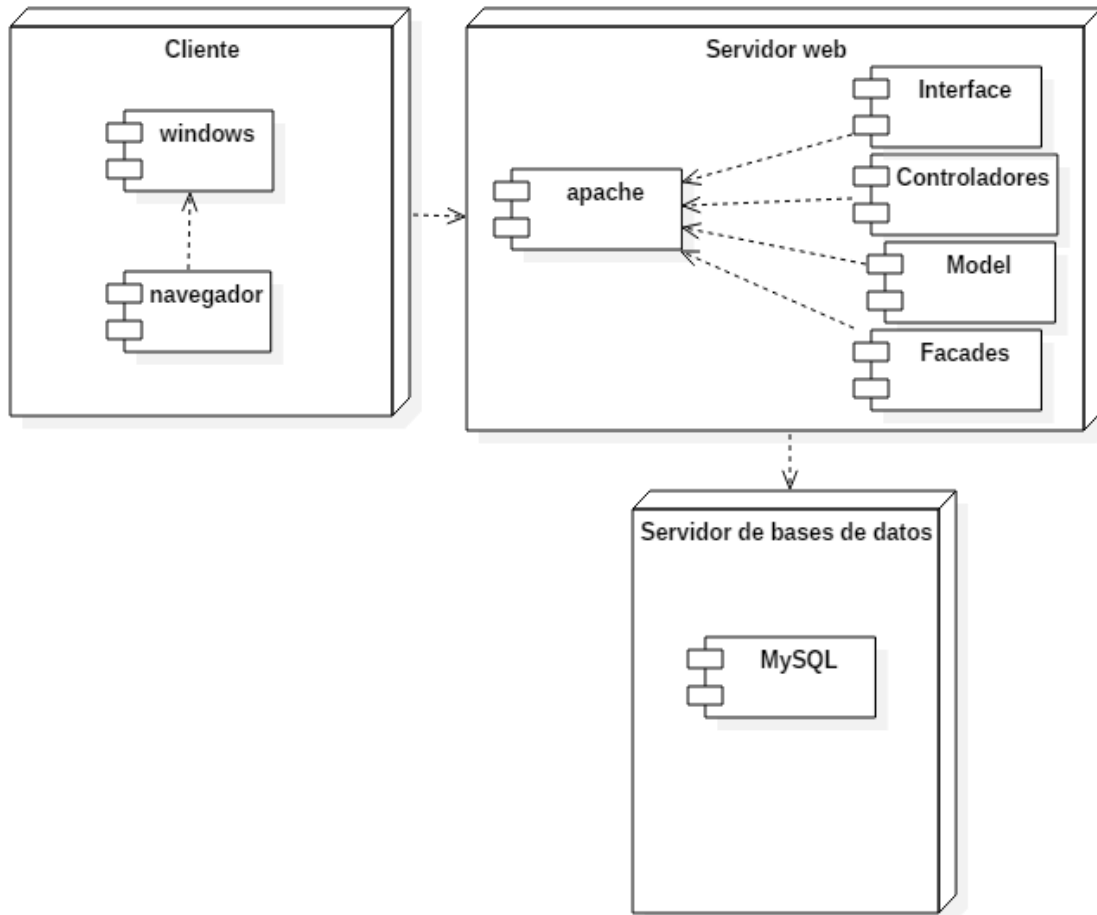 Cliente
windows
navegador
Servidor web
apache
Interface
Controladores
Model
Facades
Servidor de bases de datos
MySQL